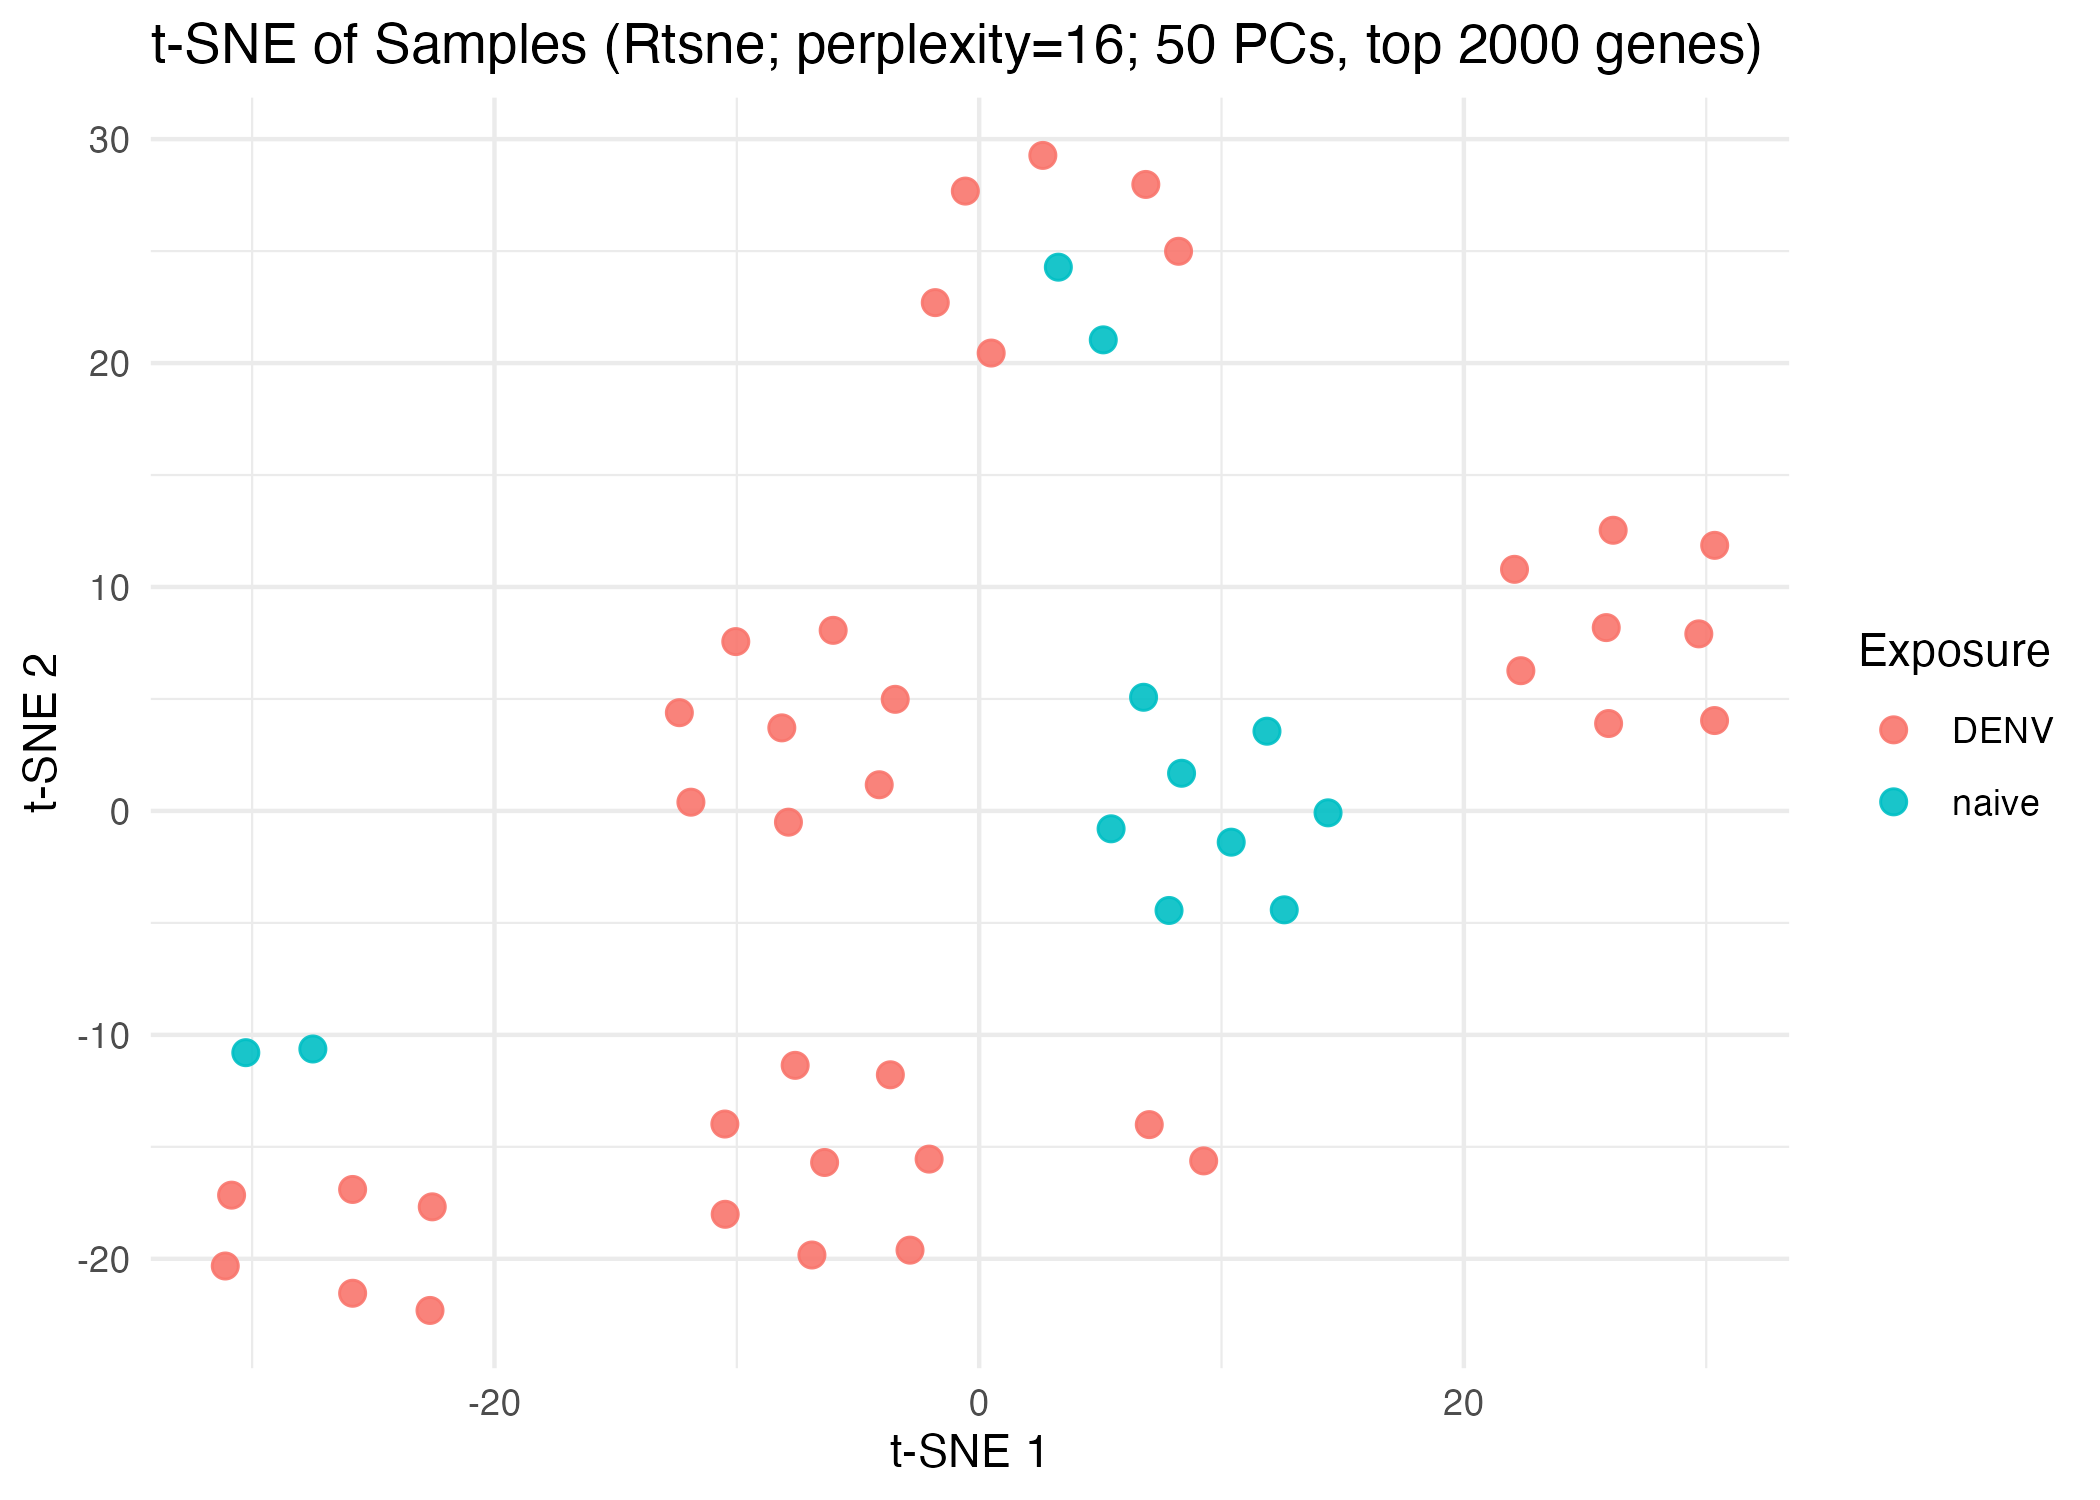 t-SNE of Samples (Rtsne; perplexity=16; 50 PCs, top 2000 genes)
30
20
10
0
-10
-20
t-SNE 2
-20
0
20
t-SNE 1
Exposure
DENV
naive